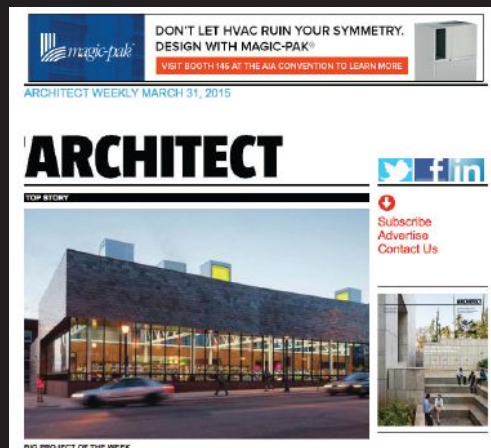 magic-pak
DON'T LET HVAC RUIN YOUR SYMMETRY.
DESIGN WITH MAGIC-PAK®
VISIT BOOTH 145 AT THE AIA CONVENTION TO LEARN MORE
ARCHITECT WEEKLY MARCH 31, 2015
ARCHITECT
TOP STORY
Subscribe
Advertise
Contact Us
ARCHITECT
BIG PROJECT OF THE WEEK